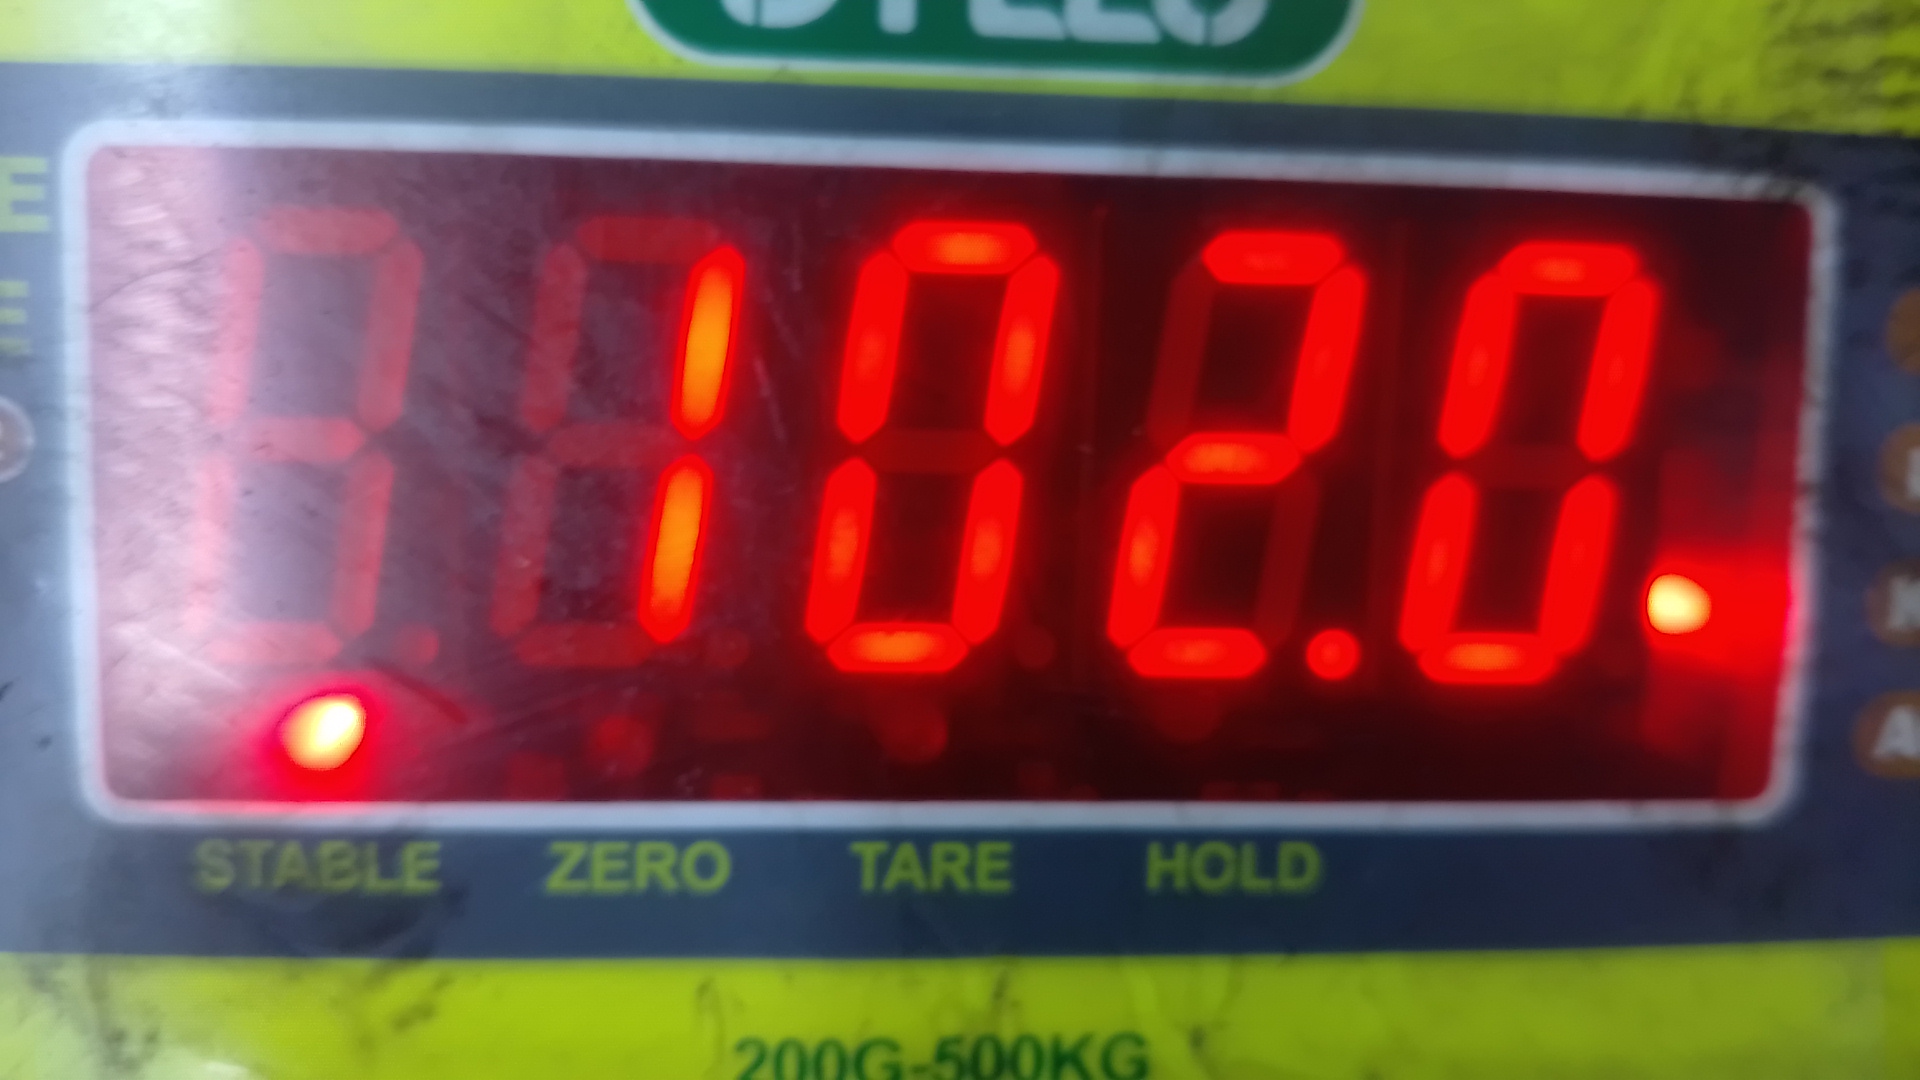 102.0
STABLE ZERO TARE HOLD
200G-500KG